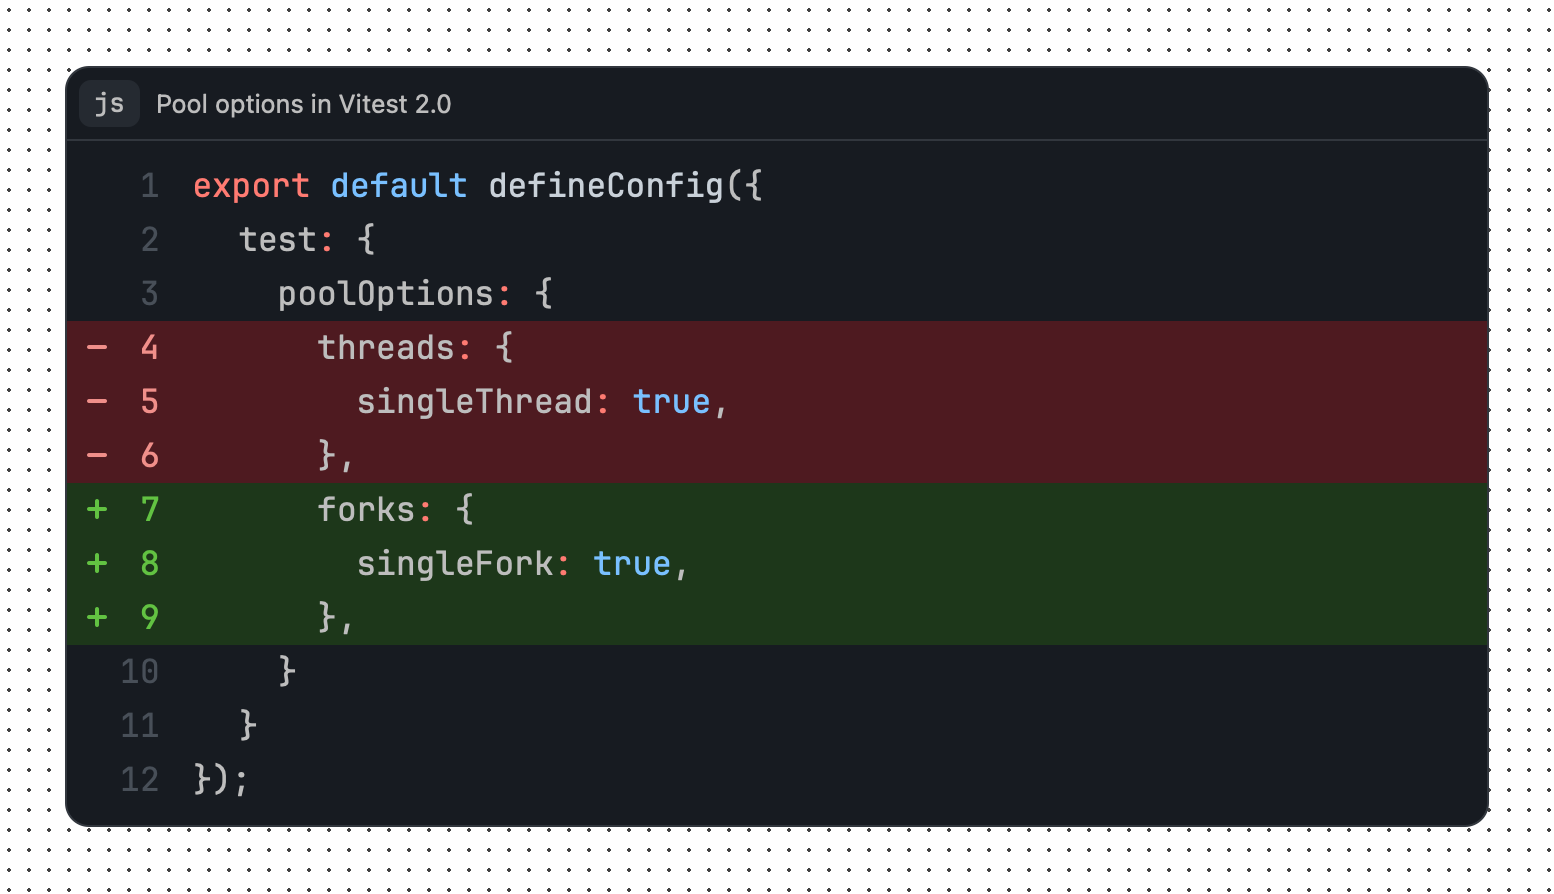 js Pool options in Vitest 2.0
1 export default defineConfig({
2 test: {
3 poolOptions: {
− 4 threads: {
− 5 singleThread: true,
− 6 },
+ 7 forks: {
+ 8 singleFork: true,
+ 9 },
10 }
11 }
12 });